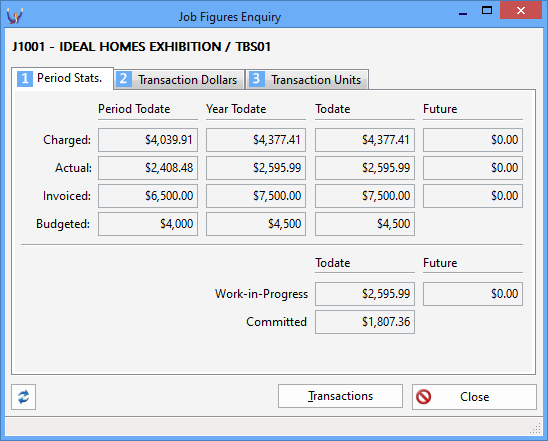 Job Figures Enquiry
J1001 - IDEAL HOMES EXHIBITION / TBS01
1 Period Stats. 2 Transaction Dollars 3 Transaction Units
Period Todate Year Todate Todate Future
Charged: $4,039.91 $4,377.41 $4,377.41 $0.00
Actual: $2,408.48 $2,595.99 $2,595.99 $0.00
Invoiced: $6,500.00 $7,500.00 $7,500.00 $0.00
Budgeted: $4,000 $4,500 $4,500
Todate Future
Work-in-Progress $2,595.99 $0.00
Committed $1,807.36
Transactions Close